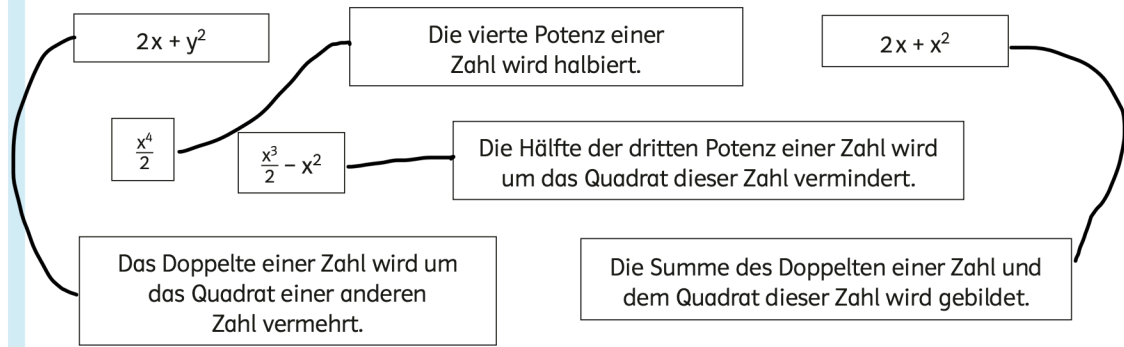 2x + y²
Die vierte Potenz einer
Zahl wird halbiert.
2x + x²
x⁴/2
x³/2 – x²
Die Hälfte der dritten Potenz einer Zahl wird
um das Quadrat dieser Zahl vermindert.
Das Doppelte einer Zahl wird um
das Quadrat einer anderen
Zahl vermehrt.
Die Summe des Doppelten einer Zahl und
dem Quadrat dieser Zahl wird gebildet.